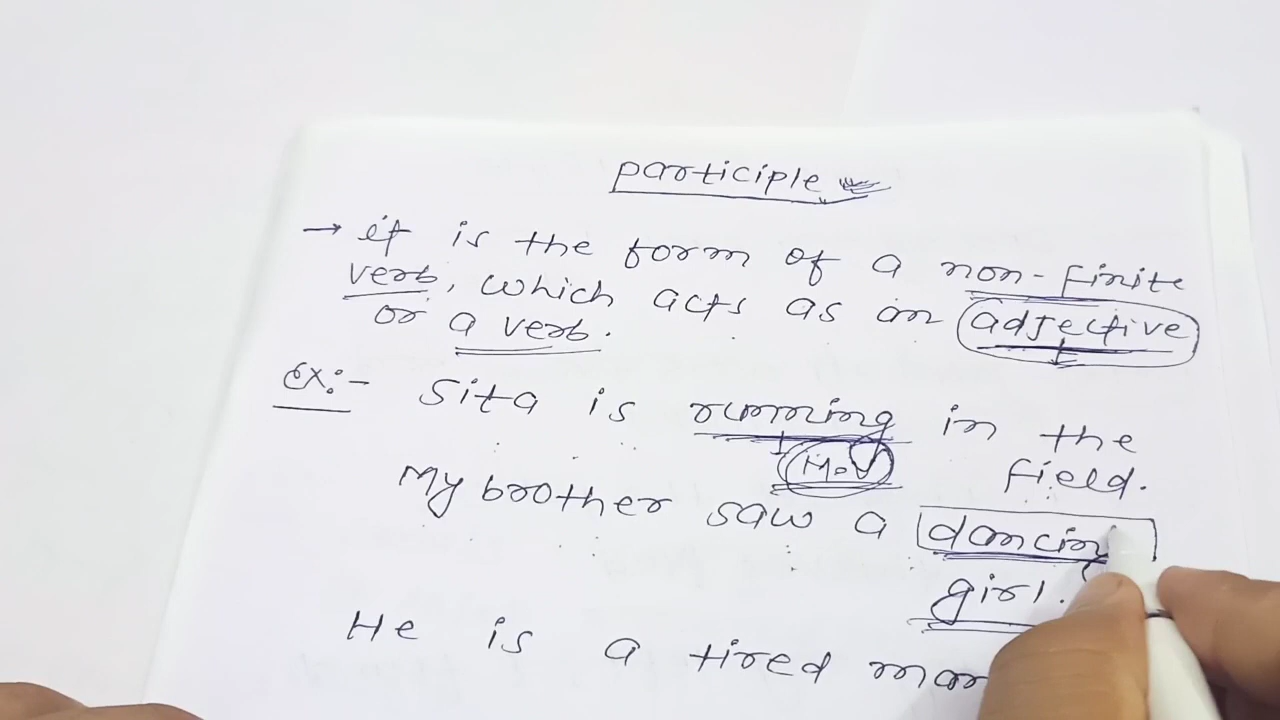 participle
→ it is the form of a non-finite
verb, which acts as an adjective
or a verb.
Ex:- Sita is running in the
M.V field.
My brother saw a dancing
girl.
He is a tired man